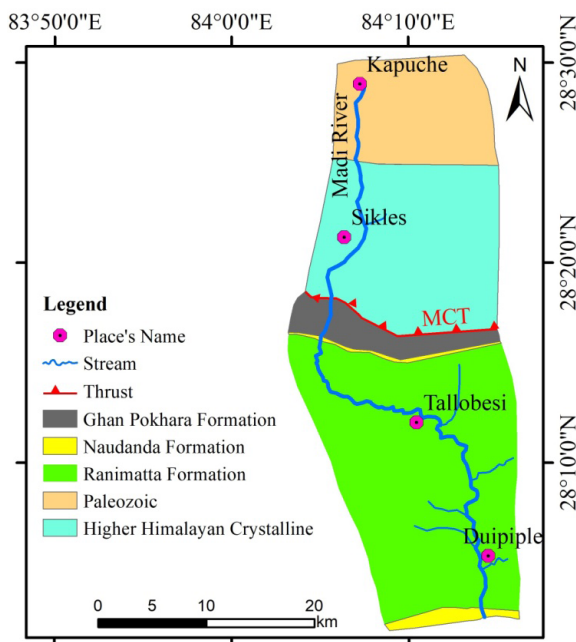 83°50'0"E
84°0'0"E
84°10'0"E
28°30'0"N
28°20'0"N
28°10'0"N
N
Kapuche
Madi River
Sikles
MCT
Tallobesi
Duipiple
Legend
Place's Name
Stream
Thrust
Ghan Pokhara Formation
Naudanda Formation
Ranimatta Formation
Paleozoic
Higher Himalayan Crystalline
0 5 10 20
km